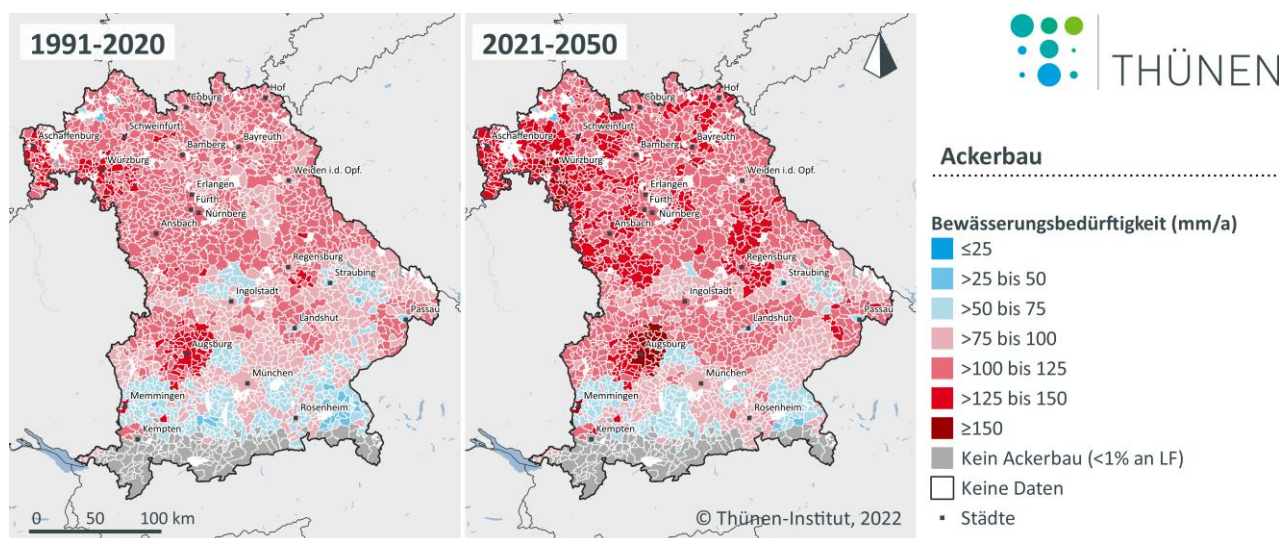 1991-2020
Hof
Coburg
Schweinfurt
Aschaffenburg
Bamberg
Bayreuth
Würzburg
Weiden i.d. Opf.
Erlangen
Fürth
Nürnberg
Ansbach
Regensburg
Straubing
Ingolstadt
Passau
Landshut
Augsburg
München
Memmingen
Rosenheim
Kempten
0 50 100 km
2021-2050
Hof
Coburg
Schweinfurt
Aschaffenburg
Bamberg
Bayreuth
Würzburg
Weiden i.d. Opf.
Erlangen
Fürth
Nürnberg
Ansbach
Regensburg
Straubing
Ingolstadt
Passau
Landshut
Augsburg
München
Memmingen
Rosenheim
Kempten
© Thünen-Institut, 2022
THÜNEN
Ackerbau
Bewässerungsbedürftigkeit (mm/a)
≤25
>25 bis 50
>50 bis 75
>75 bis 100
>100 bis 125
>125 bis 150
≥150
Kein Ackerbau (<1% an LF)
Keine Daten
Städte